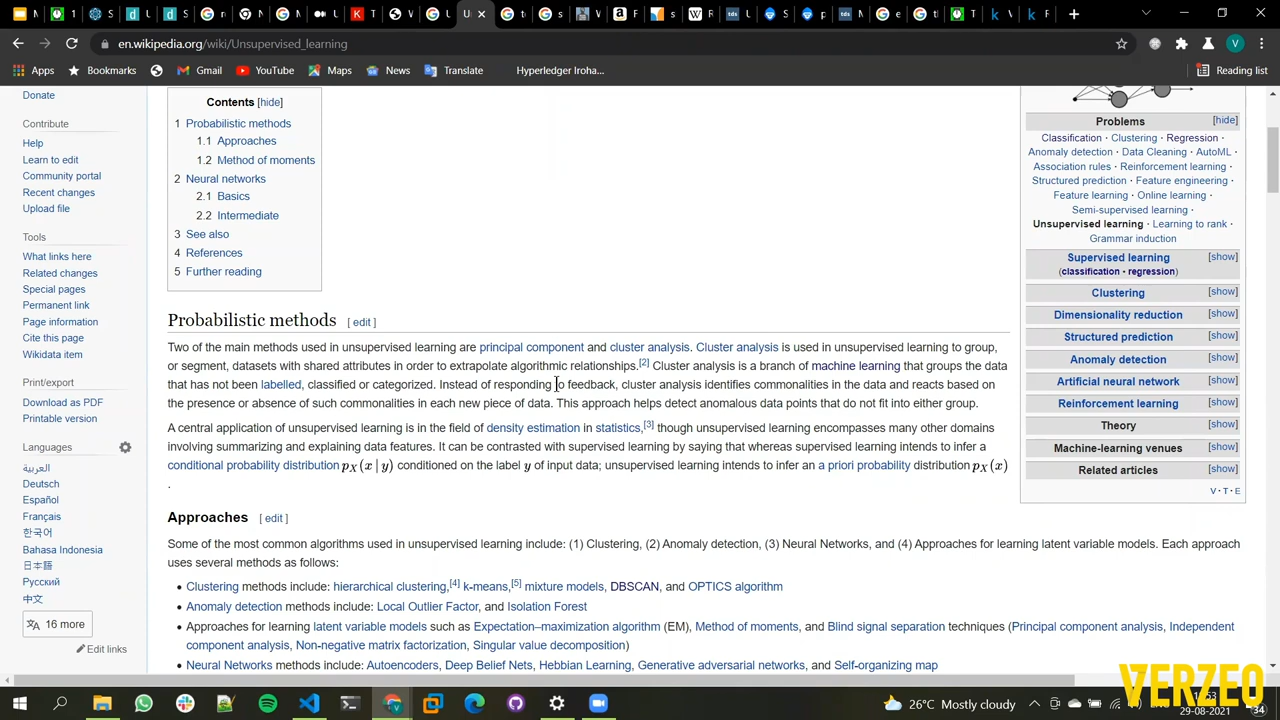 en.wikipedia.org/wiki/Unsupervised_learning
Apps Bookmarks Gmail YouTube Maps News Translate Hyperledger Iroha... Reading list
Donate
Contribute
Help
Learn to edit
Community portal
Recent changes
Upload file
Tools
What links here
Related changes
Special pages
Permanent link
Page information
Cite this page
Wikidata item
Print/export
Download as PDF
Printable version
Languages
العربية
Deutsch
Español
Français
한국어
Bahasa Indonesia
日本語
Русский
中文
16 more
Edit links
Contents [hide]
1 Probabilistic methods
1.1 Approaches
1.2 Method of moments
2 Neural networks
2.1 Basics
2.2 Intermediate
3 See also
4 References
5 Further reading
Probabilistic methods [ edit ]
Two of the main methods used in unsupervised learning are principal component and cluster analysis. Cluster analysis is used in unsupervised learning to group,
or segment, datasets with shared attributes in order to extrapolate algorithmic relationships.[2] Cluster analysis is a branch of machine learning that groups the data
that has not been labelled, classified or categorized. Instead of responding to feedback, cluster analysis identifies commonalities in the data and reacts based on
the presence or absence of such commonalities in each new piece of data. This approach helps detect anomalous data points that do not fit into either group.
A central application of unsupervised learning is in the field of density estimation in statistics,[3] though unsupervised learning encompasses many other domains
involving summarizing and explaining data features. It can be contrasted with supervised learning by saying that whereas supervised learning intends to infer a
conditional probability distribution pX(x | y) conditioned on the label y of input data; unsupervised learning intends to infer an a priori probability distribution pX(x)
.
Approaches [ edit ]
Some of the most common algorithms used in unsupervised learning include: (1) Clustering, (2) Anomaly detection, (3) Neural Networks, and (4) Approaches for learning latent variable models. Each approach
uses several methods as follows:
• Clustering methods include: hierarchical clustering,[4] k-means,[5] mixture models, DBSCAN, and OPTICS algorithm
• Anomaly detection methods include: Local Outlier Factor, and Isolation Forest
• Approaches for learning latent variable models such as Expectation–maximization algorithm (EM), Method of moments, and Blind signal separation techniques (Principal component analysis, Independent
component analysis, Non-negative matrix factorization, Singular value decomposition)
• Neural Networks methods include: Autoencoders, Deep Belief Nets, Hebbian Learning, Generative adversarial networks, and Self-organizing map
Problems [hide]
Classification · Clustering · Regression ·
Anomaly detection · Data Cleaning · AutoML ·
Association rules · Reinforcement learning ·
Structured prediction · Feature engineering ·
Feature learning · Online learning ·
Semi-supervised learning ·
Unsupervised learning · Learning to rank ·
Grammar induction
Supervised learning [show]
(classification · regression)
Clustering [show]
Dimensionality reduction [show]
Structured prediction [show]
Anomaly detection [show]
Artificial neural network [show]
Reinforcement learning [show]
Theory [show]
Machine-learning venues [show]
Related articles [show]
V · T · E
VERZEO
26°C Mostly cloudy
29-08-2021
34